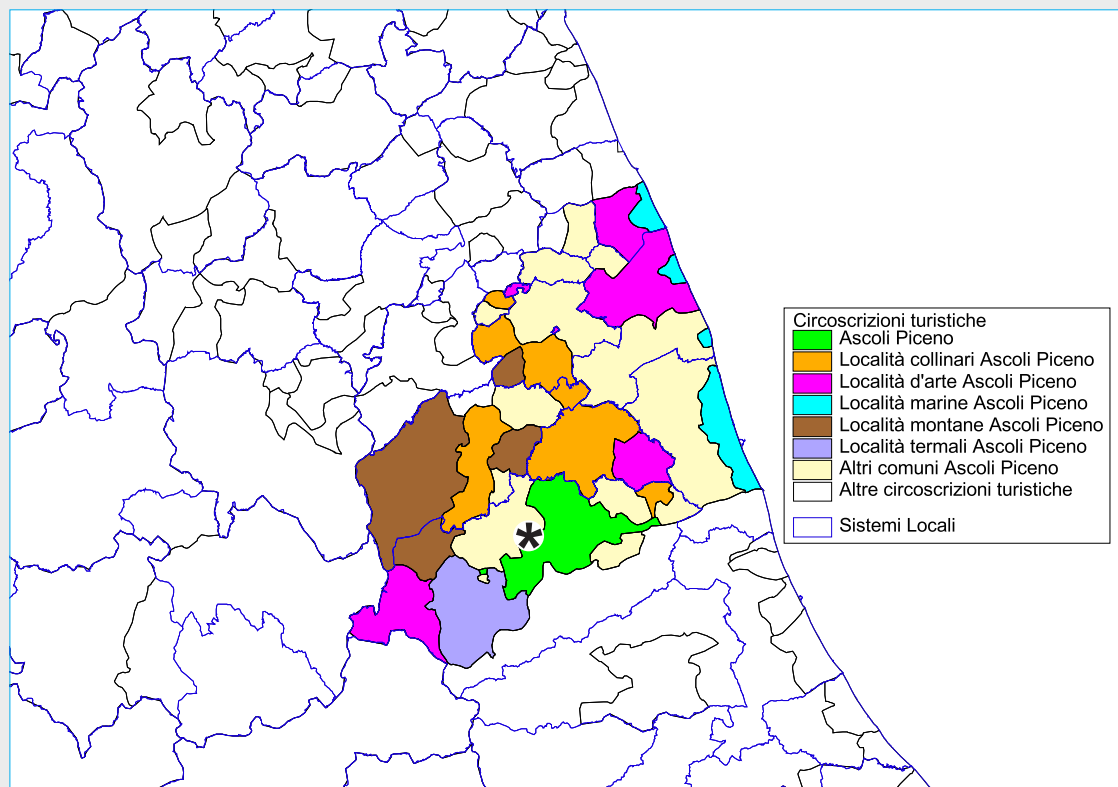 Circoscrizioni turistiche
Ascoli Piceno
Località collinari Ascoli Piceno
Località d'arte Ascoli Piceno
Località marine Ascoli Piceno
Località montane Ascoli Piceno
Località termali Ascoli Piceno
Altri comuni Ascoli Piceno
Altre circoscrizioni turistiche
Sistemi Locali